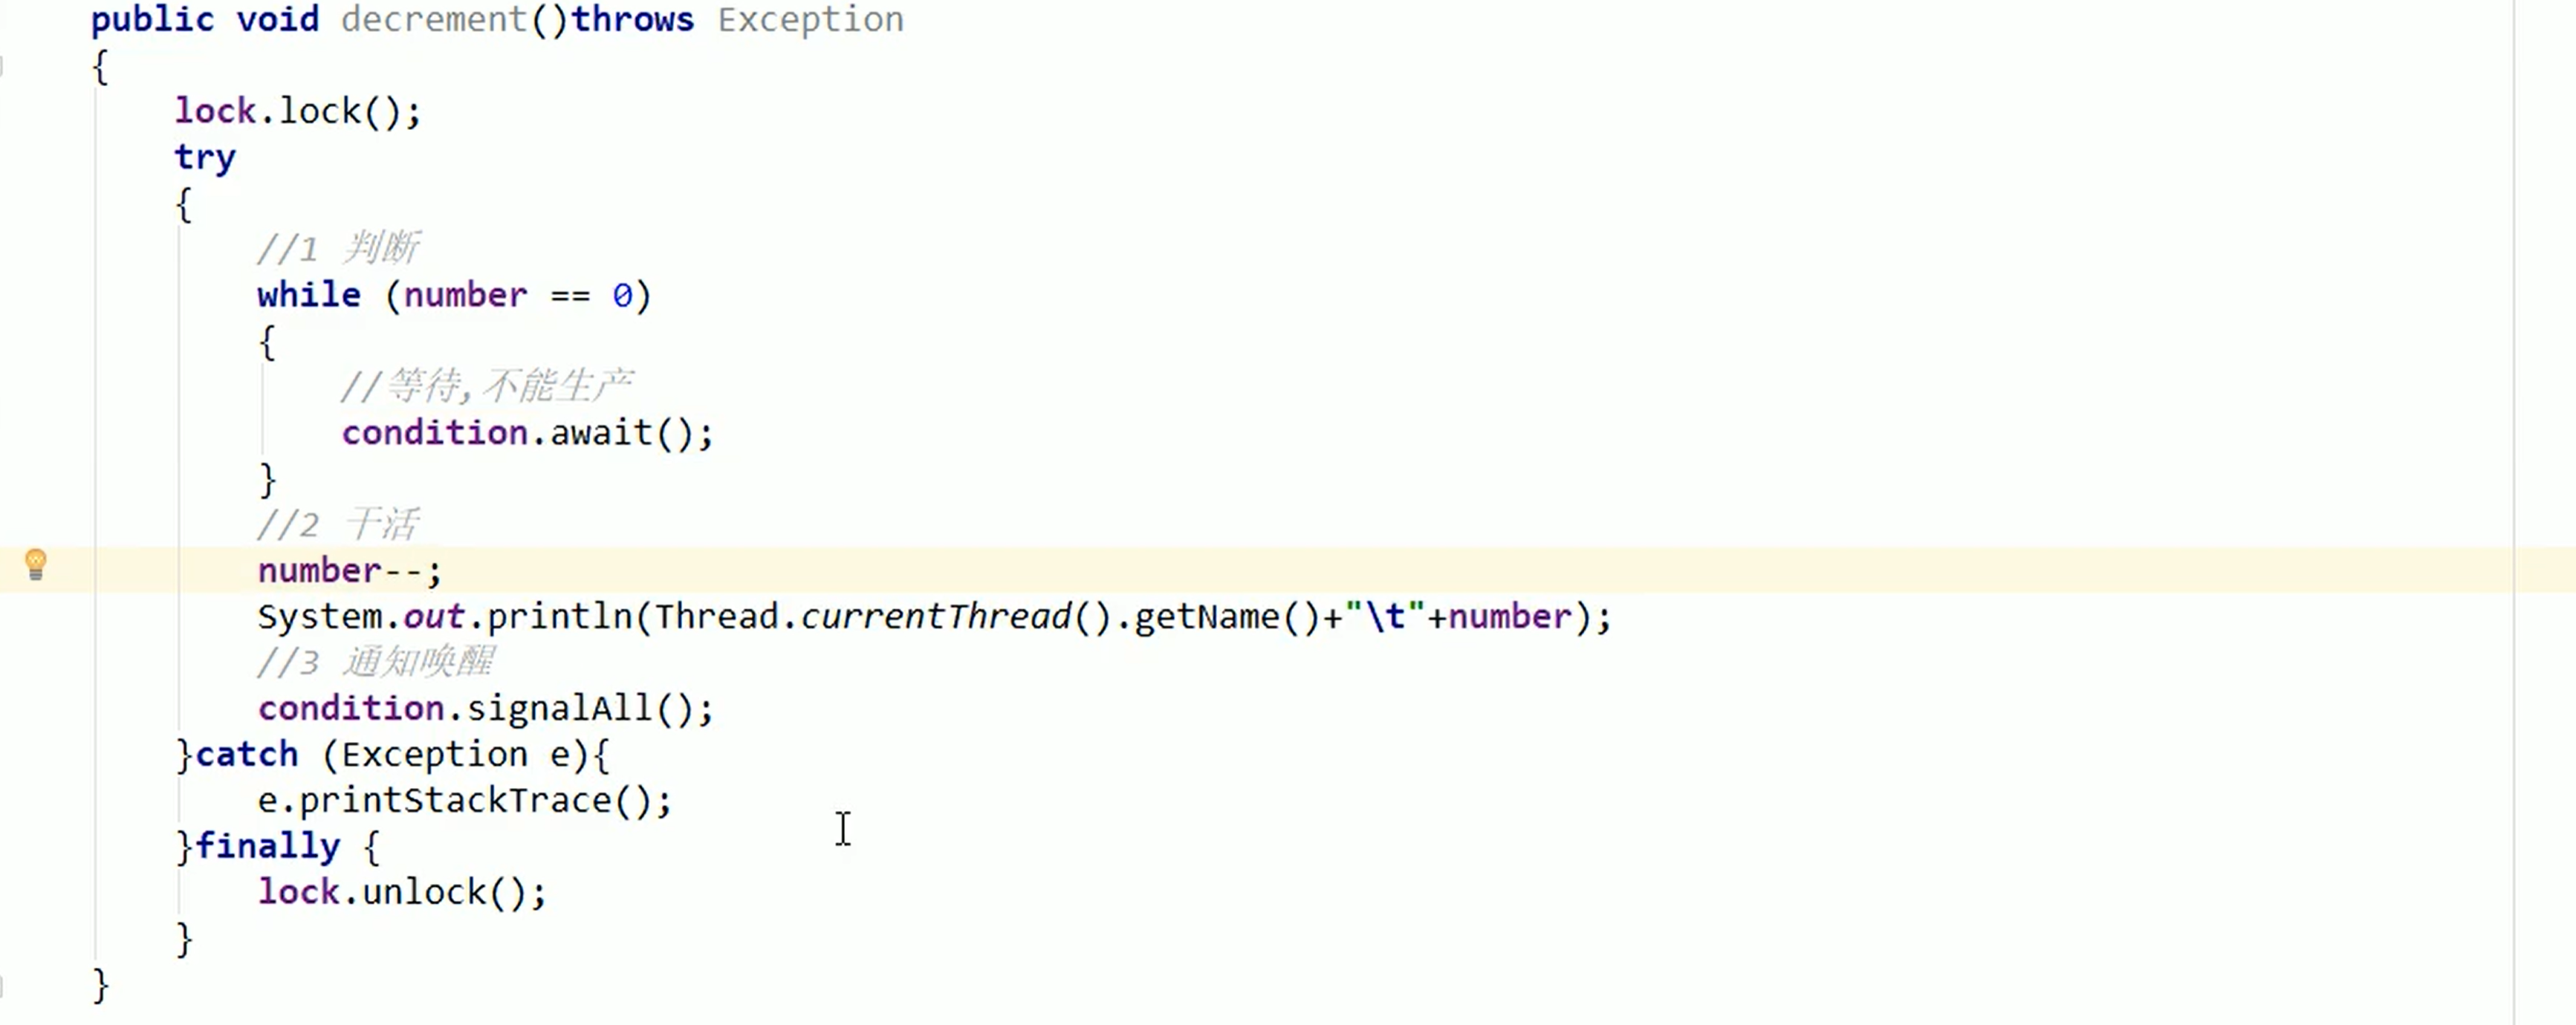 public void decrement()throws Exception
{
lock.lock();
try
{
//1 判断
while (number == 0)
{
//等待,不能生产
condition.await();
}
//2 干活
number--;
System.out.println(Thread.currentThread().getName()+"\t"+number);
//3 通知唤醒
condition.signalAll();
}catch (Exception e){
e.printStackTrace();
}finally {
lock.unlock();
}
}